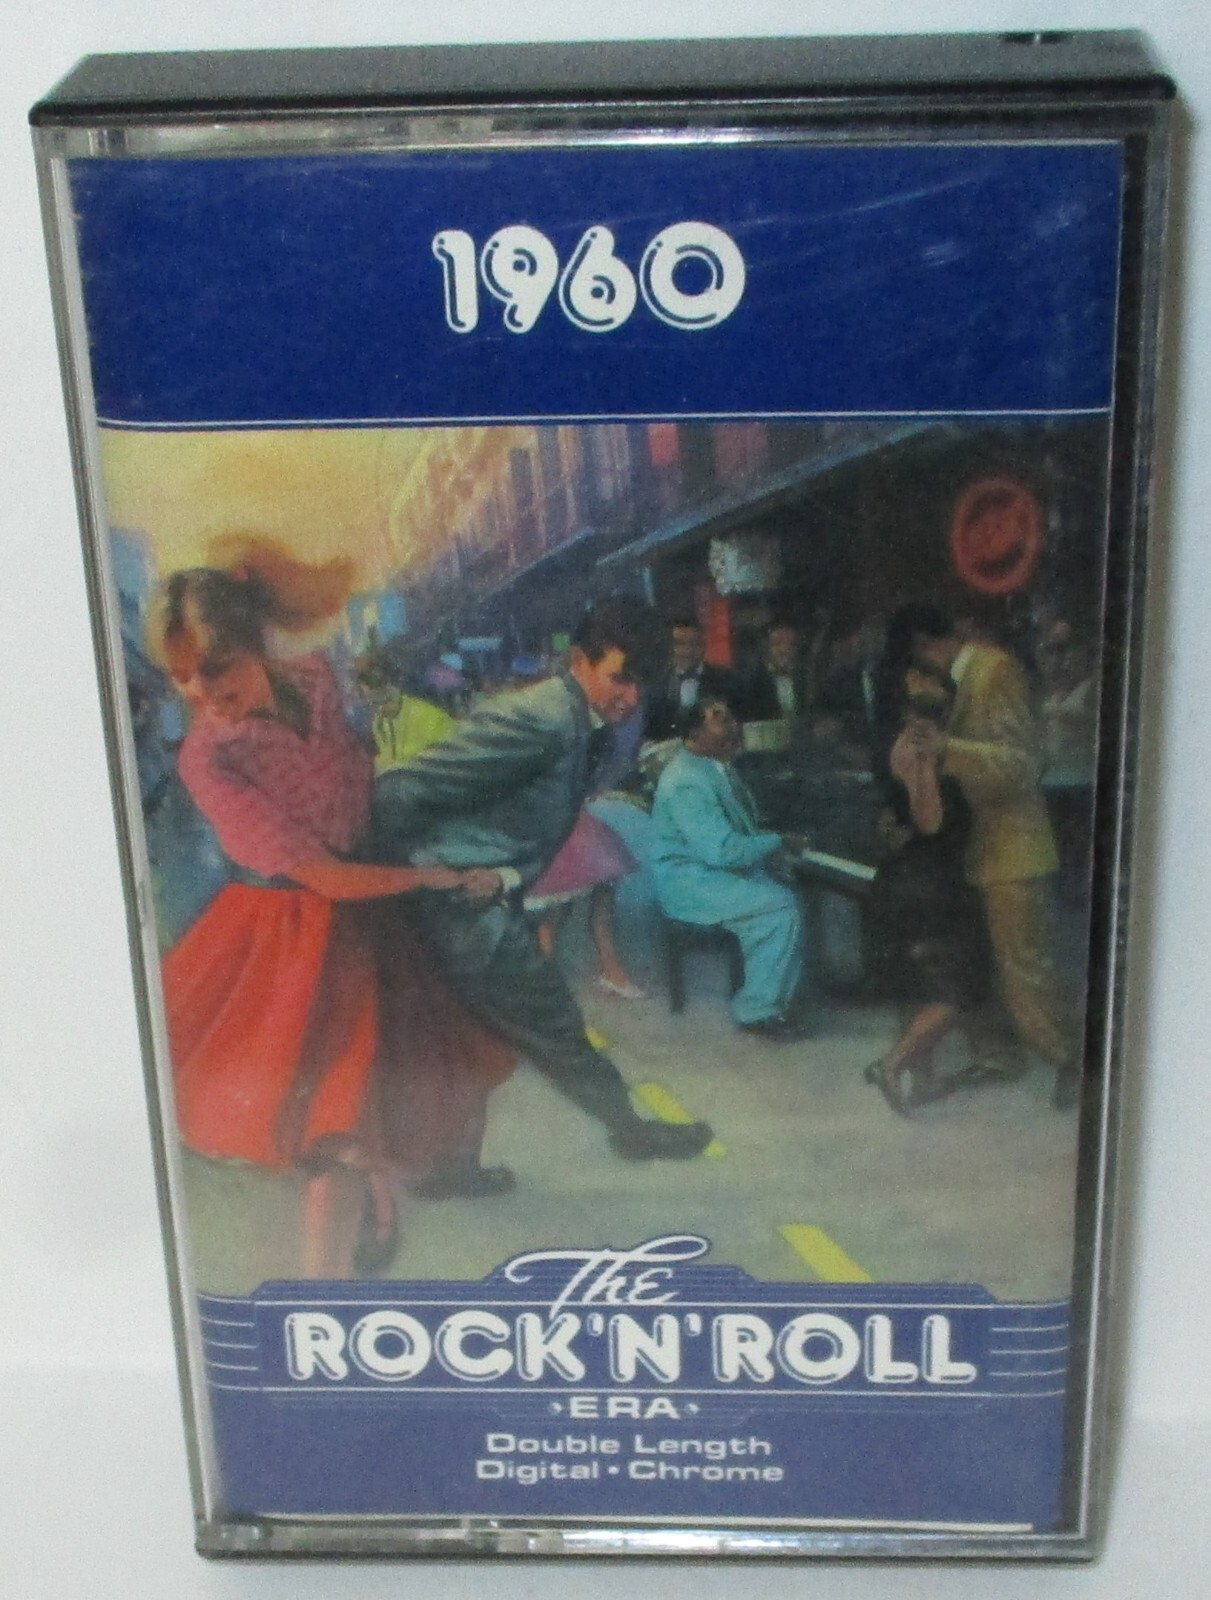 1960
The
ROCK'N'ROLL
ERA
Double Length
Digital • Chrome